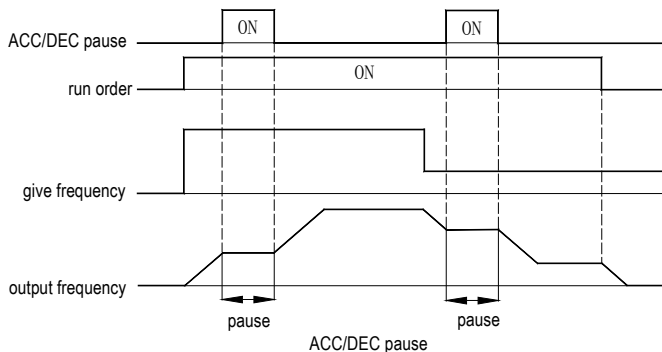 ON
ON
ACC/DEC pause
ON
run order
give frequency
output frequency
pause
pause
ACC/DEC pause